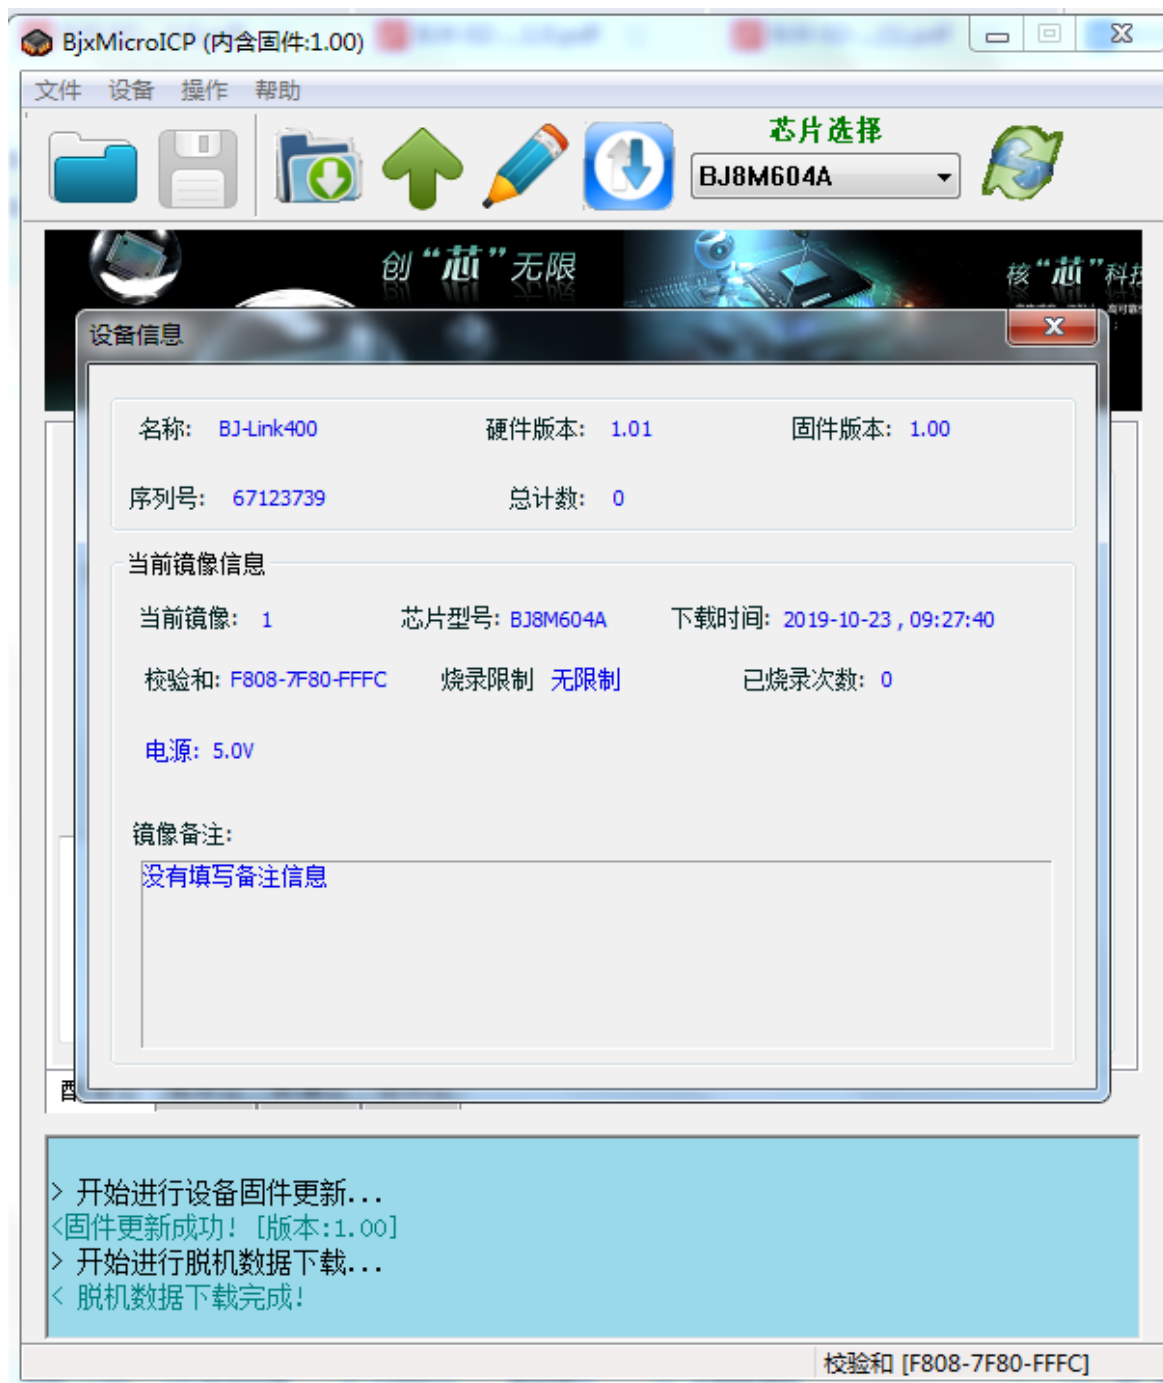 BjxMicroICP (内含固件:1.00)
文件 设备 操作 帮助
芯片选择
BJ8M604A
创“芯”无限
核“芯”科技
设备信息
名称: BJ-Link400 硬件版本: 1.01 固件版本: 1.00
序列号: 67123739 总计数: 0
当前镜像信息
当前镜像: 1 芯片型号: BJ8M604A 下载时间: 2019-10-23 , 09:27:40
校验和: F808-7F80-FFFC 烧录限制 无限制 已烧录次数: 0
电源: 5.0V
镜像备注:
没有填写备注信息
> 开始进行设备固件更新...
<固件更新成功! [版本:1.00]
> 开始进行脱机数据下载...
< 脱机数据下载完成!
校验和 [F808-7F80-FFFC]